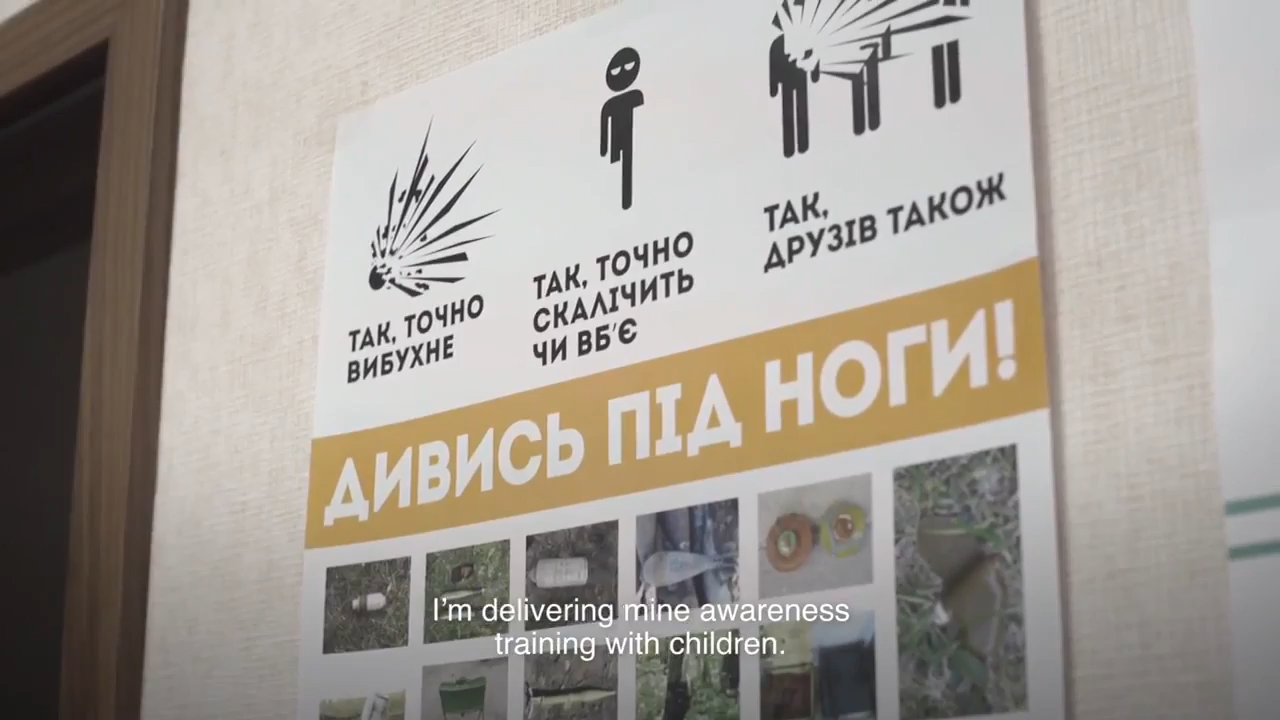 ТАК, ТОЧНО
ВИБУХНЕ
ТАК, ТОЧНО
СКАЛІЧИТЬ
ЧИ ВБ'Є
ТАК,
ДРУЗІВ ТАКОЖ
ДИВИСЬ ПІД НОГИ!
I'm delivering mine awareness
training with children.